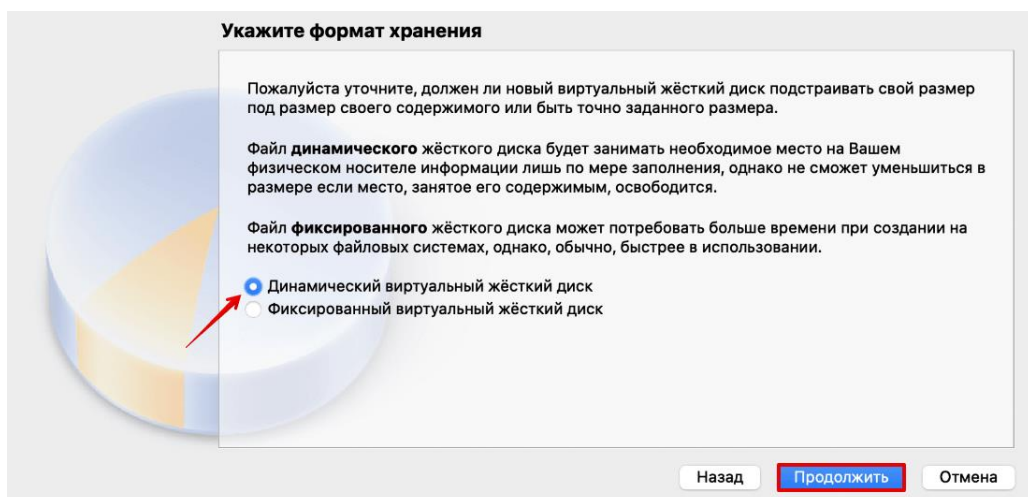 Укажите формат хранения
Пожалуйста уточните, должен ли новый виртуальный жёсткий диск подстраивать свой размер
под размер своего содержимого или быть точно заданного размера.
Файл динамического жёсткого диска будет занимать необходимое место на Вашем
физическом носителе информации лишь по мере заполнения, однако не сможет уменьшиться в
размере если место, занятое его содержимым, освободится.
Файл фиксированного жёсткого диска может потребовать больше времени при создании на
некоторых файловых системах, однако, обычно, быстрее в использовании.
Динамический виртуальный жёсткий диск
Фиксированный виртуальный жёсткий диск
Назад Продолжить Отмена